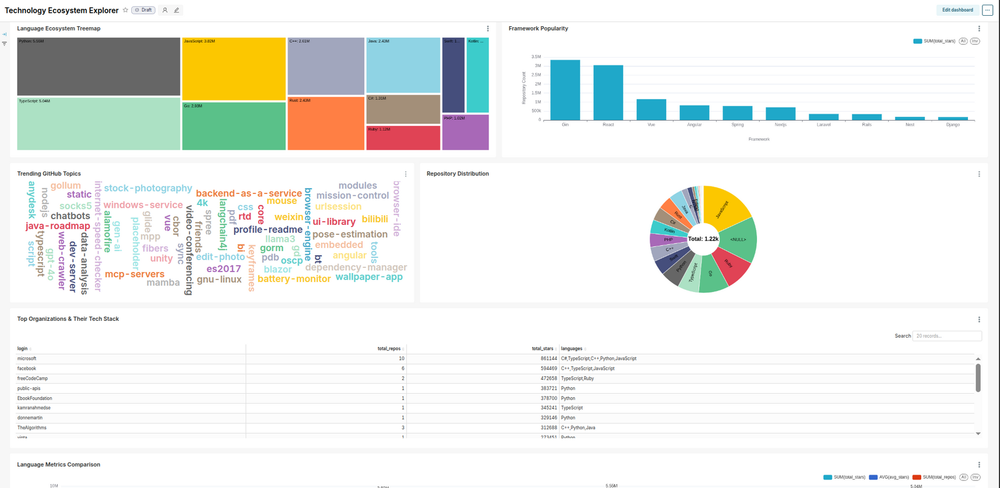 Technology Ecosystem Explorer
Draft
Edit dashboard
Language Ecosystem Treemap
Python: 5.55M
JavaScript: 3.82M
C++: 2.61M
Java: 2.43M
Swift: 1...
Kotlin: ...
TypeScript: 5.04M
Go: 2.93M
Rust: 2.43M
C#: 1.31M
Ruby: 1.12M
PHP: 1.02M
Framework Popularity
SUM(total_stars) All Inv
3.5M
3M
2.5M
2M
1.5M
1M
500k
0
Repository Count
Gin React Vue Angular Spring Nextjs Laravel Rails Nest Django
Framework
Trending GitHub Topics
anydesk
nodejs
gollum
static
socks5
chatbots
java-roadmap
internet-speed-checker
stock-photography
windows-service
backend-as-a-service
4k
mouse
modules
mission-control
browser-ide
browser-engine
urlsession
css
rtd
core
pdf
langchain4j
weixin
ui-library
bilibili
video-conferencing
spree
friends
cbor
vue
glide
mpp
placeholder
gen-ai
alamofire
profile-readme
pose-estimation
llama3
gorm
embedded
script
typescript
gpt-4o
web-crawler
dev-server
data-analysis
fibers
unity
sync
edit-photo
bi
keyframes
pdb
oscp
gd
bt
angular
tools
mcp-servers
mamba
es2017
gnu-linux
blazor
battery-monitor
dependency-manager
wallpaper-app
Repository Distribution
JavaScript
<NULL>
Ruby
Go
TypeScript
Python
Swift
C++
PHP
Kotlin
C#
Rust
Java
Total: 1.22k
Top Organizations & Their Tech Stack
Search 20 records...
login total_repos total_stars languages
microsoft 10 861144 C#,TypeScript,C++,Python,JavaScript
facebook 6 594469 C++,TypeScript,JavaScript
freeCodeCamp 2 472658 TypeScript,Ruby
public-apis 1 383721 Python
EbookFoundation 1 378700 Python
kamranahmedse 1 345241 TypeScript
donnemartin 1 329146 Python
TheAlgorithms 3 312688 C++,Python,Java
vinta 1 273451 Python
Language Metrics Comparison
SUM(total_stars) AVG(avg_stars) SUM(total_repos) All Inv
10M
3.82M
5.55M
5.04M